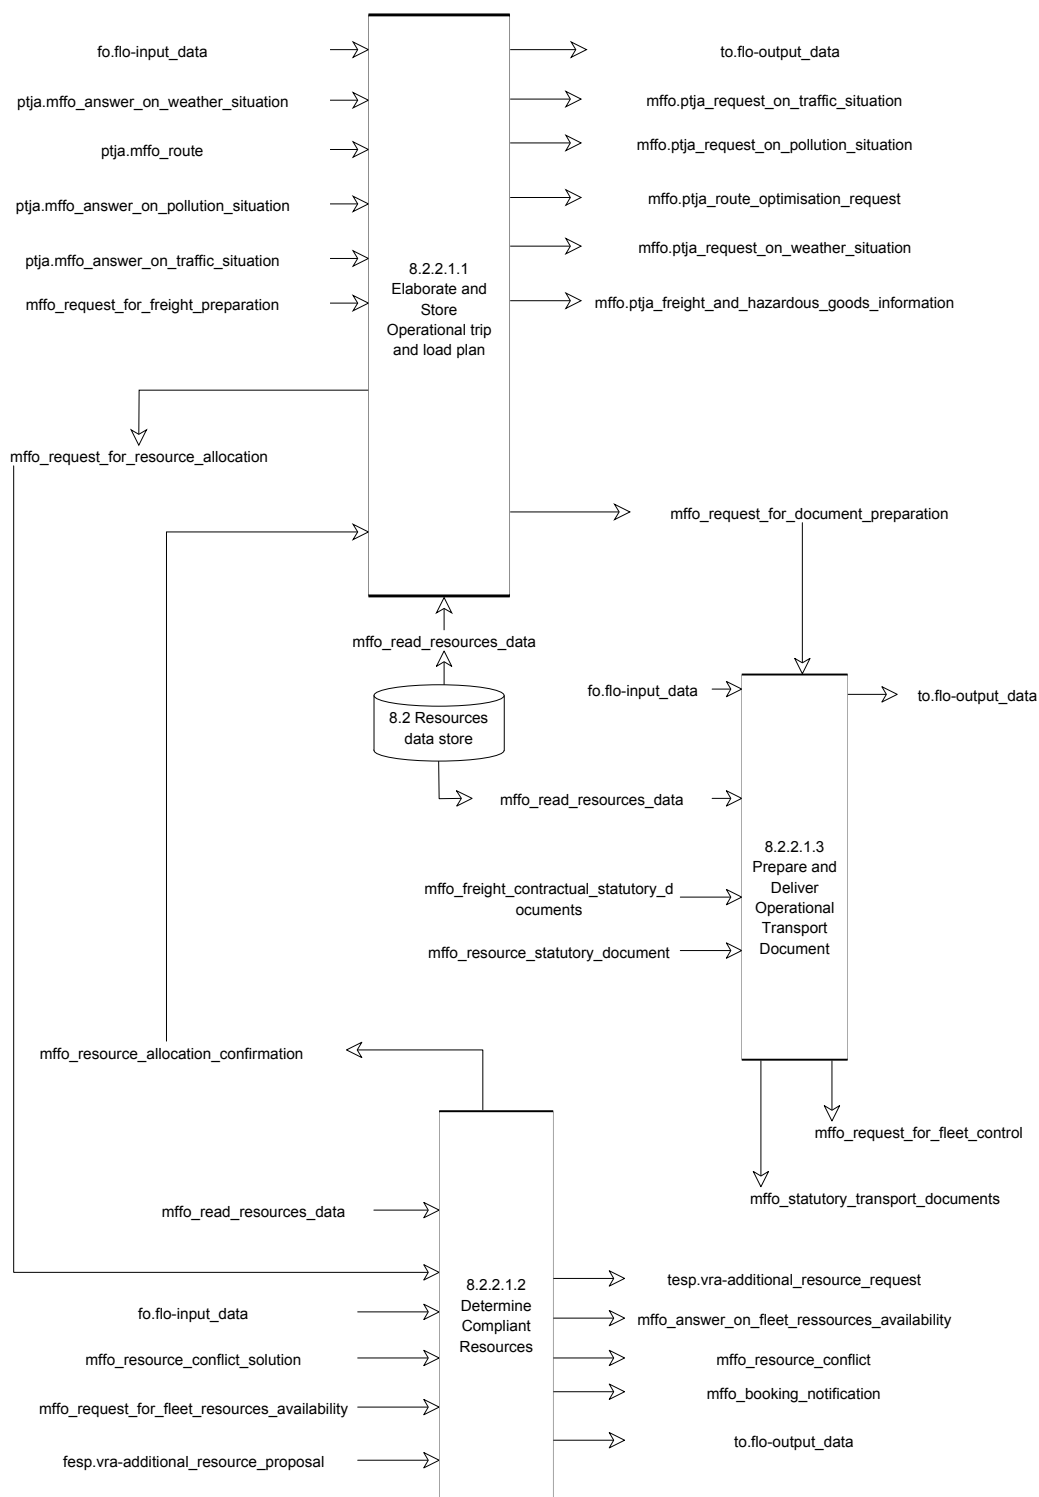 fo.flo-input_data
to.flo-output_data
ptja.mffo_answer_on_weather_situation
mffo.ptja_request_on_traffic_situation
ptja.mffo_route
mffo.ptja_request_on_pollution_situation
ptja.mffo_answer_on_pollution_situation
mffo.ptja_route_optimisation_request
ptja.mffo_answer_on_traffic_situation
mffo.ptja_request_on_weather_situation
mffo_request_for_freight_preparation
mffo.ptja_freight_and_hazardous_goods_information
8.2.2.1.1
Elaborate and
Store
Operational trip
and load plan
mffo_request_for_resource_allocation
mffo_request_for_document_preparation
mffo_read_resources_data
8.2 Resources
data store
fo.flo-input_data
to.flo-output_data
mffo_read_resources_data
8.2.2.1.3
Prepare and
Deliver
Operational
Transport
Document
mffo_freight_contractual_statutory_d
ocuments
mffo_resource_statutory_document
mffo_resource_allocation_confirmation
mffo_request_for_fleet_control
mffo_statutory_transport_documents
mffo_read_resources_data
8.2.2.1.2
Determine
Compliant
Resources
fo.flo-input_data
mffo_resource_conflict_solution
mffo_request_for_fleet_resources_availability
fesp.vra-additional_resource_proposal
tesp.vra-additional_resource_request
mffo_answer_on_fleet_ressources_availability
mffo_resource_conflict
mffo_booking_notification
to.flo-output_data